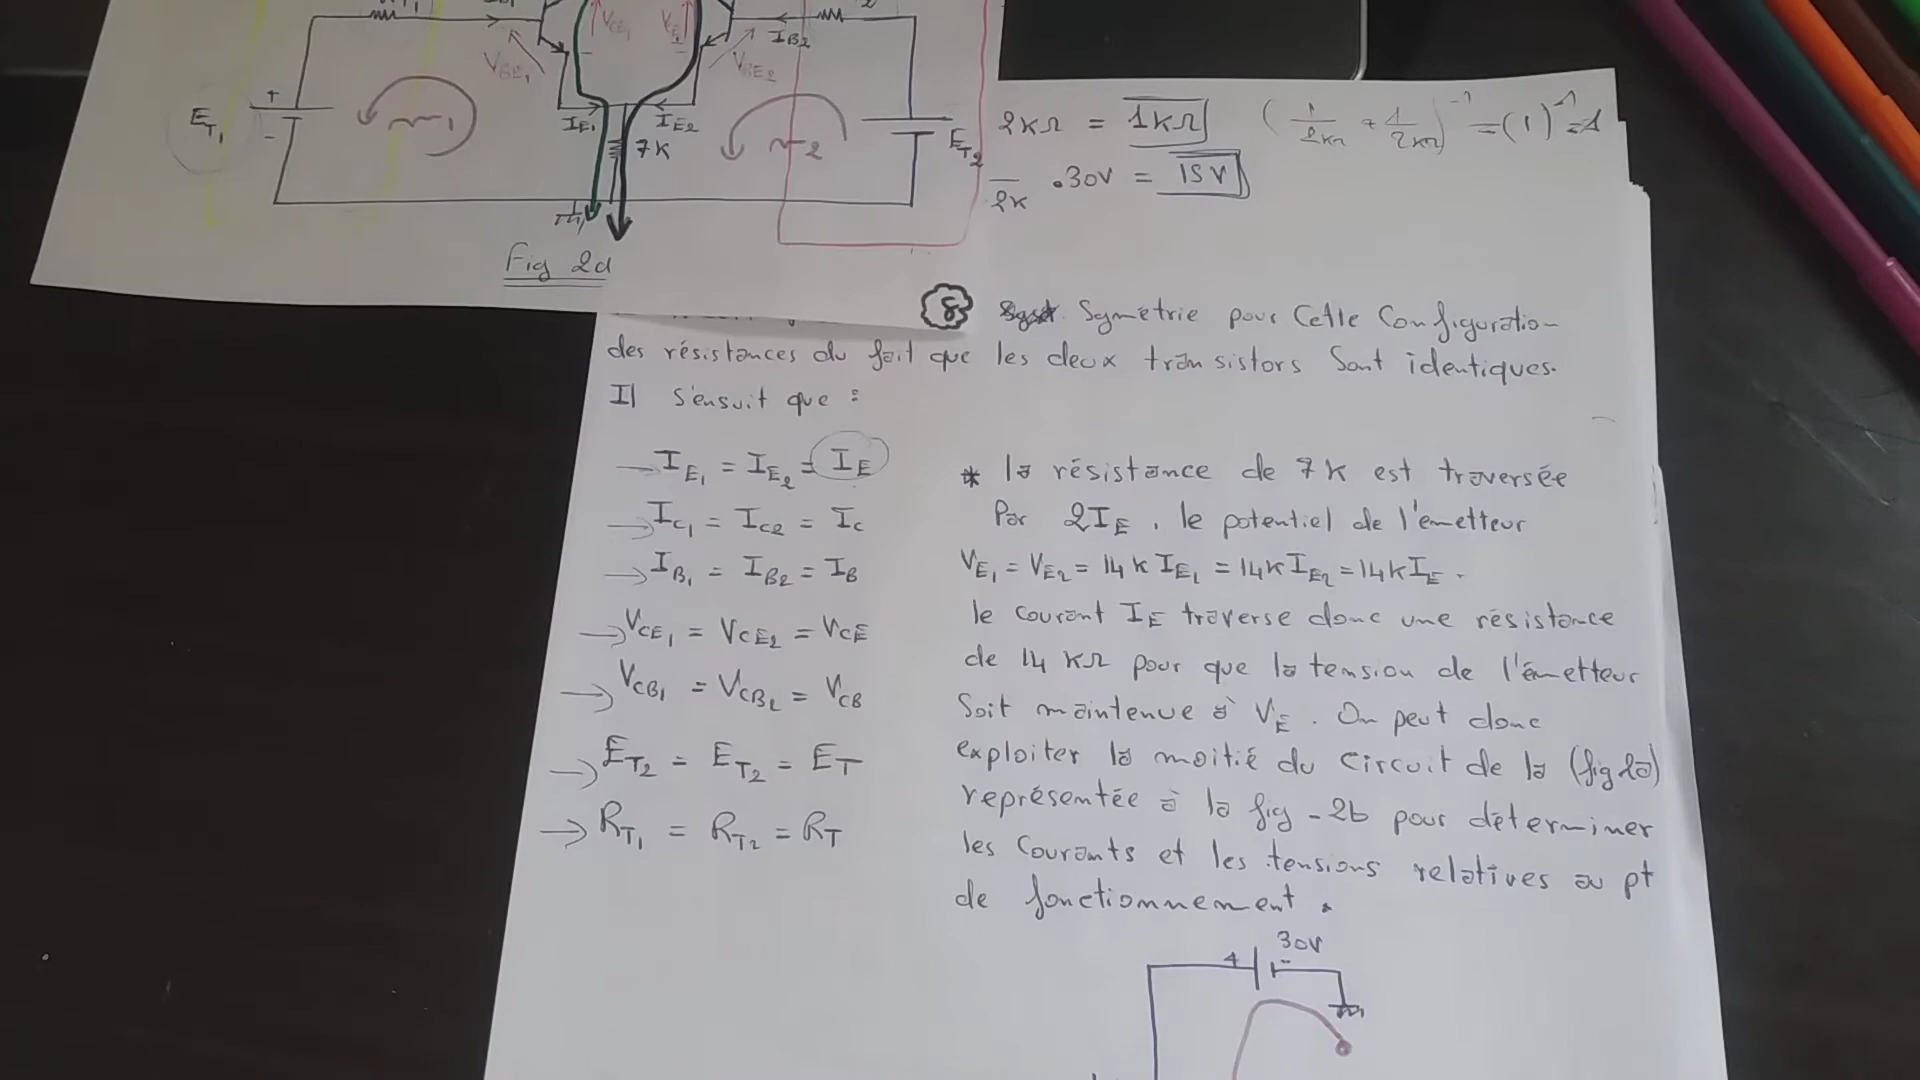 VCE1
VE
IB2
VBE1
VBE2
+
-
ET1
~1
IE1
IE2
7K
~2
ET2
Fig 2a
2KΩ = 1KΩ (1/2KΩ + 1/2KΩ)^-1 = (1)^-1 = 1
2K .30V = 15V
8 Symétrie pour Cette Configuration
des résistances du fait que les deux transistors Sont identiques.
Il s'ensuit que :
→ IE1 = IE2 = IE
→ IC1 = IC2 = IC
→ IB1 = IB2 = IB
→ VCE1 = VCE2 = VCE
→ VCB1 = VCB2 = VCB
→ ET2 = ET2 = ET
→ RT1 = RT2 = RT
* la résistance de 7K est traversée
Par 2IE, le potentiel de l'émetteur
VE1 = VE2 = 14K IE1 = 14K IE2 = 14K IE.
le courant IE traverse donc une résistance
de 14 KΩ pour que la tension de l'émetteur
Soit maintenue à VE. On peut donc
exploiter la moitié du circuit de la (fig 2a)
représentée à la fig-2b pour déterminer
les Courants et les tensions relatives au pt
de fonctionnement.
30V
+ -